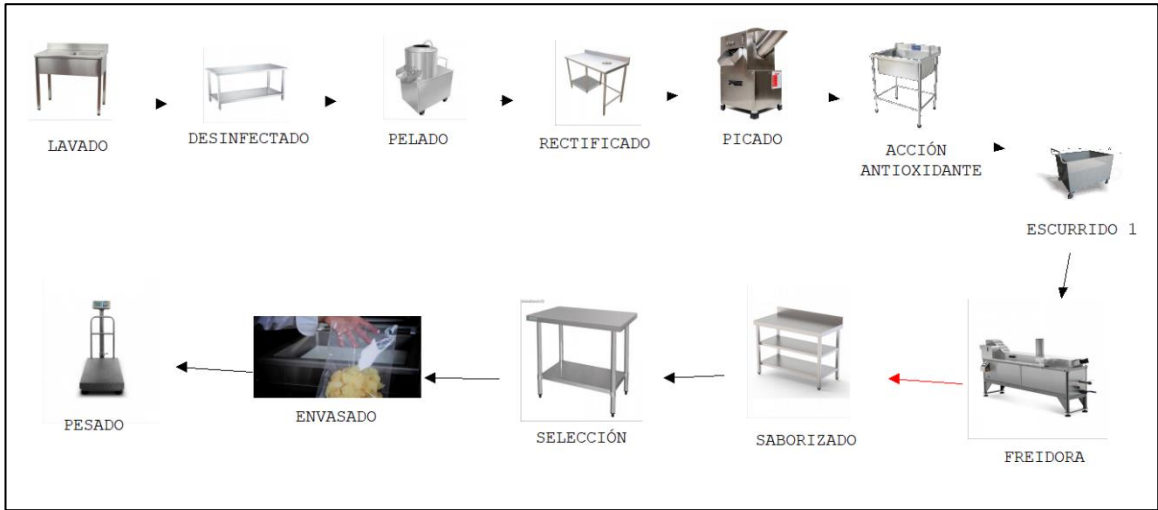 LAVADO
DESINFECTADO
PELADO
RECTIFICADO
PICADO
ACCIÓN
ANTIOXIDANTE
ESCURRIDO 1
FREIDORA
SABORIZADO
SELECCIÓN
ENVASADO
PESADO